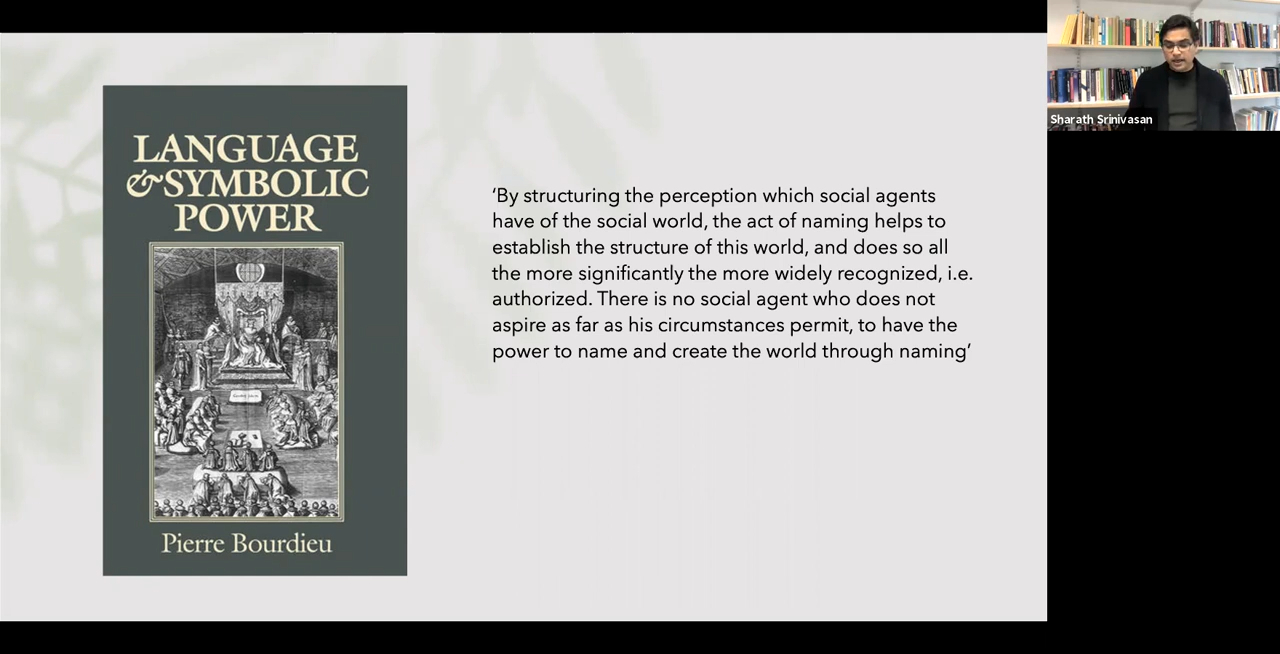 LANGUAGE
&SYMBOLIC
POWER
Pierre Bourdieu
‘By structuring the perception which social agents
have of the social world, the act of naming helps to
establish the structure of this world, and does so all
the more significantly the more widely recognized, i.e.
authorized. There is no social agent who does not
aspire as far as his circumstances permit, to have the
power to name and create the world through naming’
Sharath Srinivasan